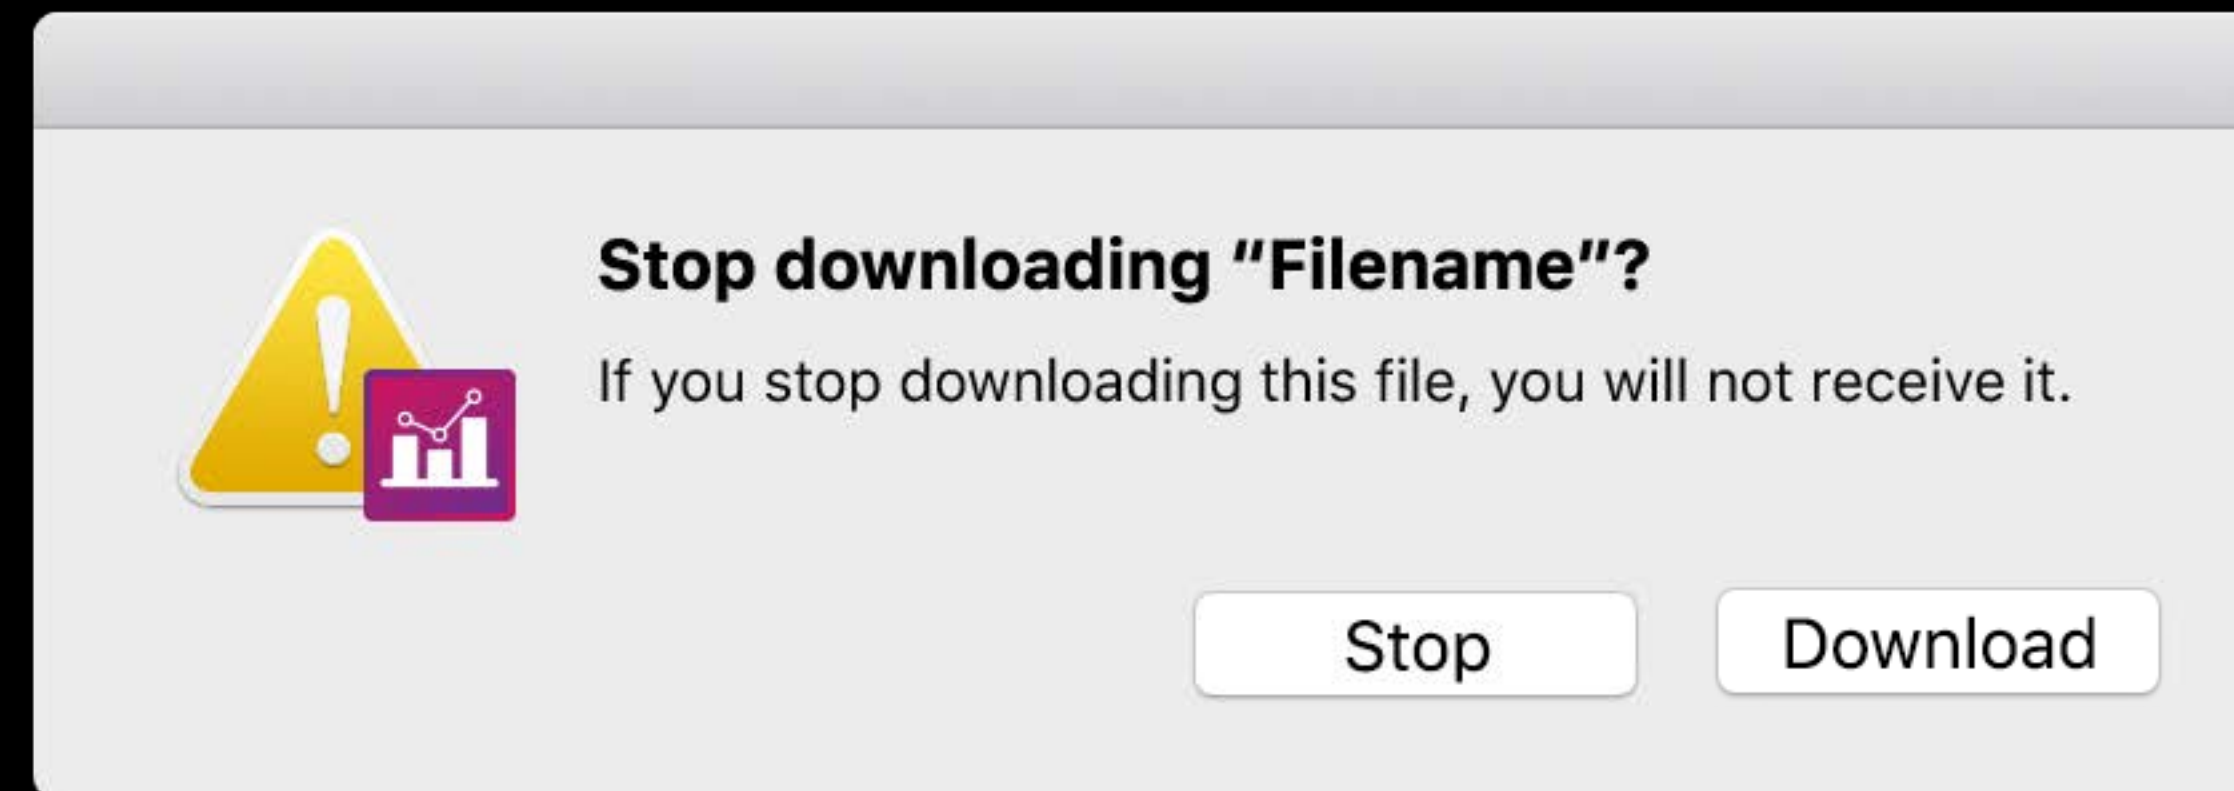 Stop downloading “Filename”?
If you stop downloading this file, you will not receive it.
Stop
Download